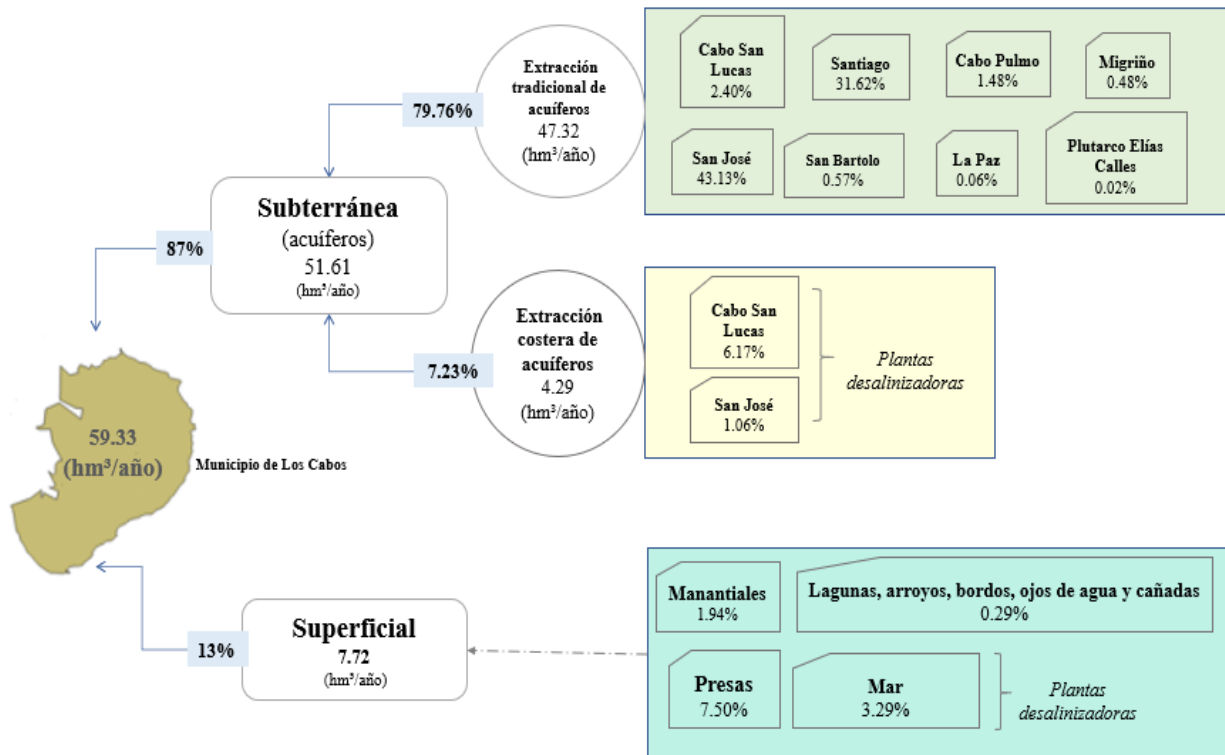 Extracción
tradicional de
acuíferos
47.32
(hm³/año)
79.76%
Cabo San
Lucas
2.40%
Santiago
31.62%
Cabo Pulmo
1.48%
Migriño
0.48%
San José
43.13%
San Bartolo
0.57%
La Paz
0.06%
Plutarco Elías
Calles
0.02%
Subterránea
(acuíferos)
51.61
(hm³/año)
87%
Extracción
costera de
acuíferos
4.29
(hm³/año)
7.23%
Cabo San
Lucas
6.17%
San José
1.06%
Plantas
desalinizadoras
59.33
(hm³/año)
Municipio de Los Cabos
Superficial
7.72
(hm³/año)
13%
Manantiales
1.94%
Lagunas, arroyos, bordos, ojos de agua y cañadas
0.29%
Presas
7.50%
Mar
3.29%
Plantas
desalinizadoras